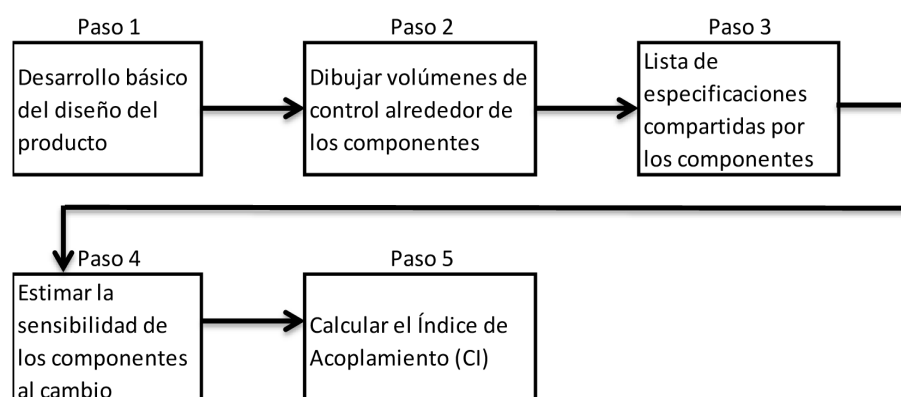 Paso 1
Desarrollo básico
del diseño del
producto
Paso 2
Dibujar volúmenes de
control alrededor de
los componentes
Paso 3
Lista de
especificaciones
compartidas por
los componentes
Paso 4
Estimar la
sensibilidad de
los componentes
al cambio
Paso 5
Calcular el Índice de
Acoplamiento (CI)